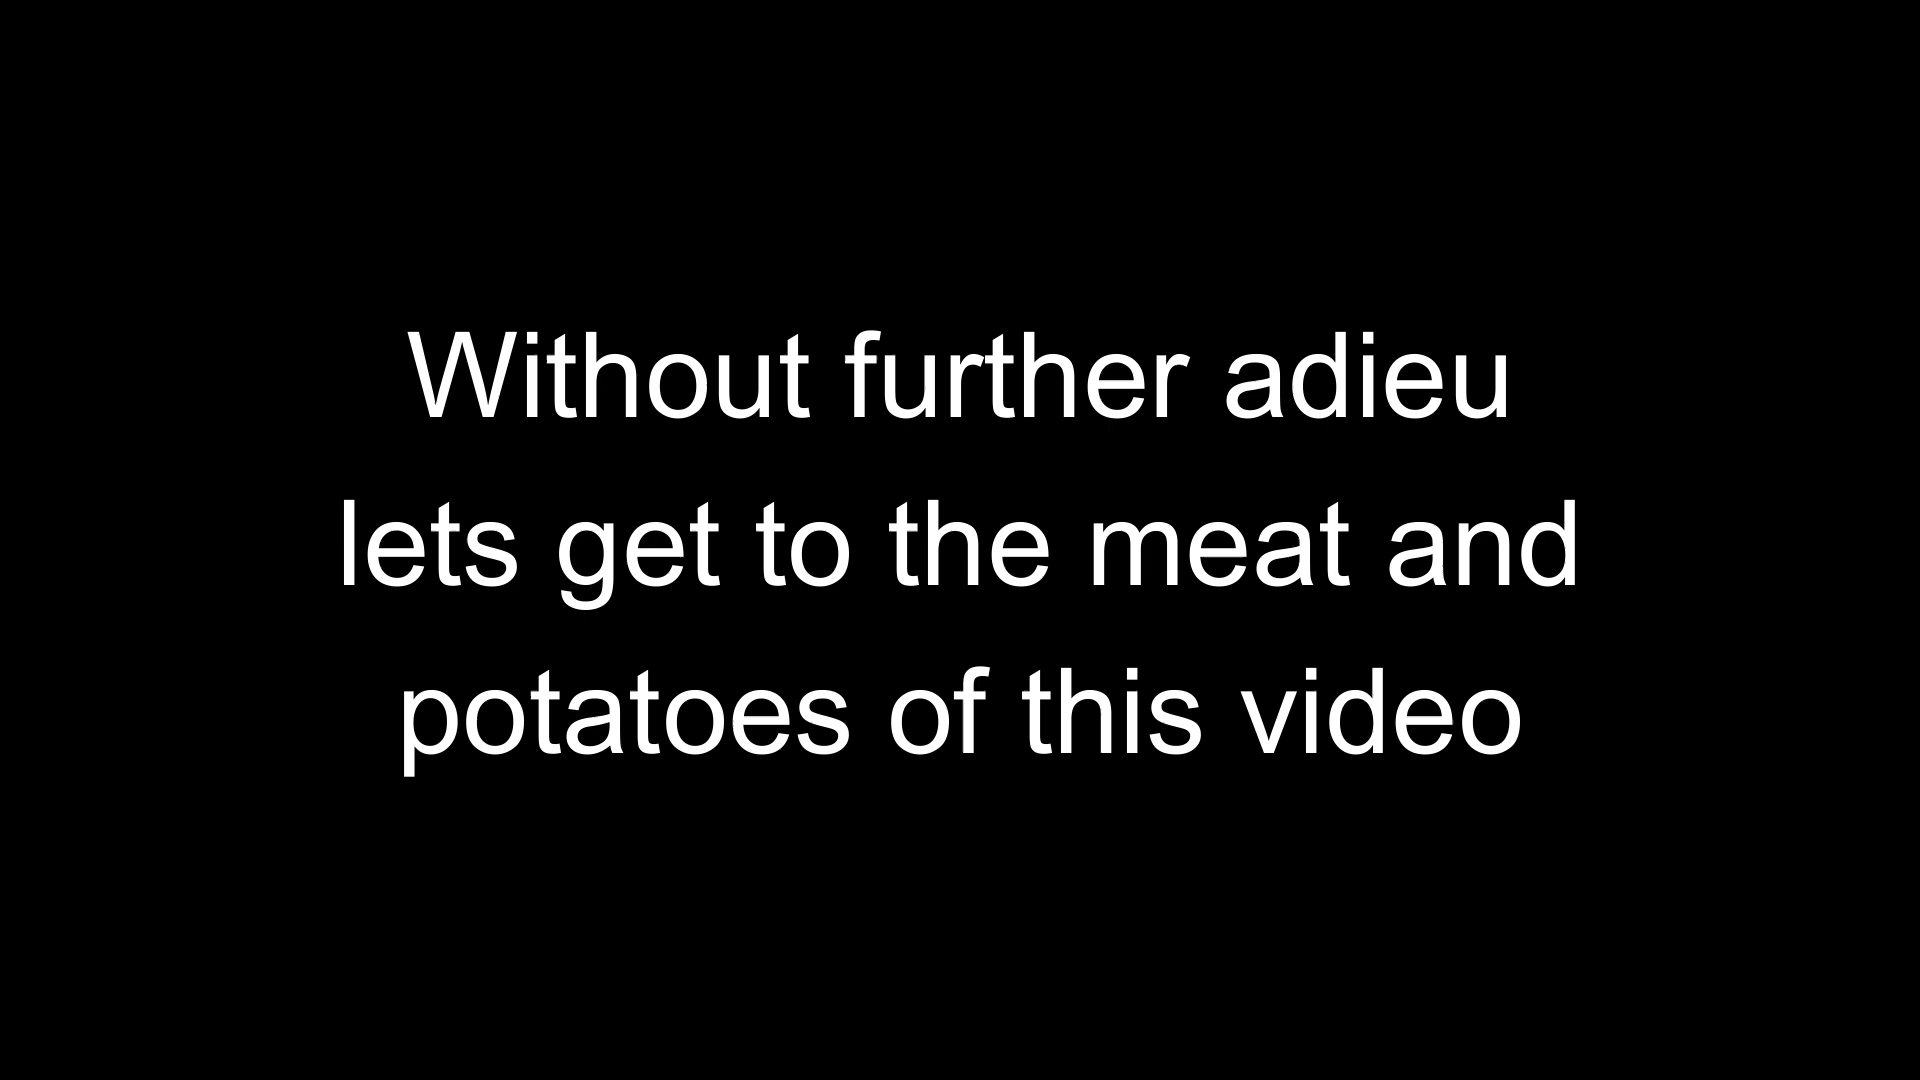 Without further adieu
lets get to the meat and
potatoes of this video